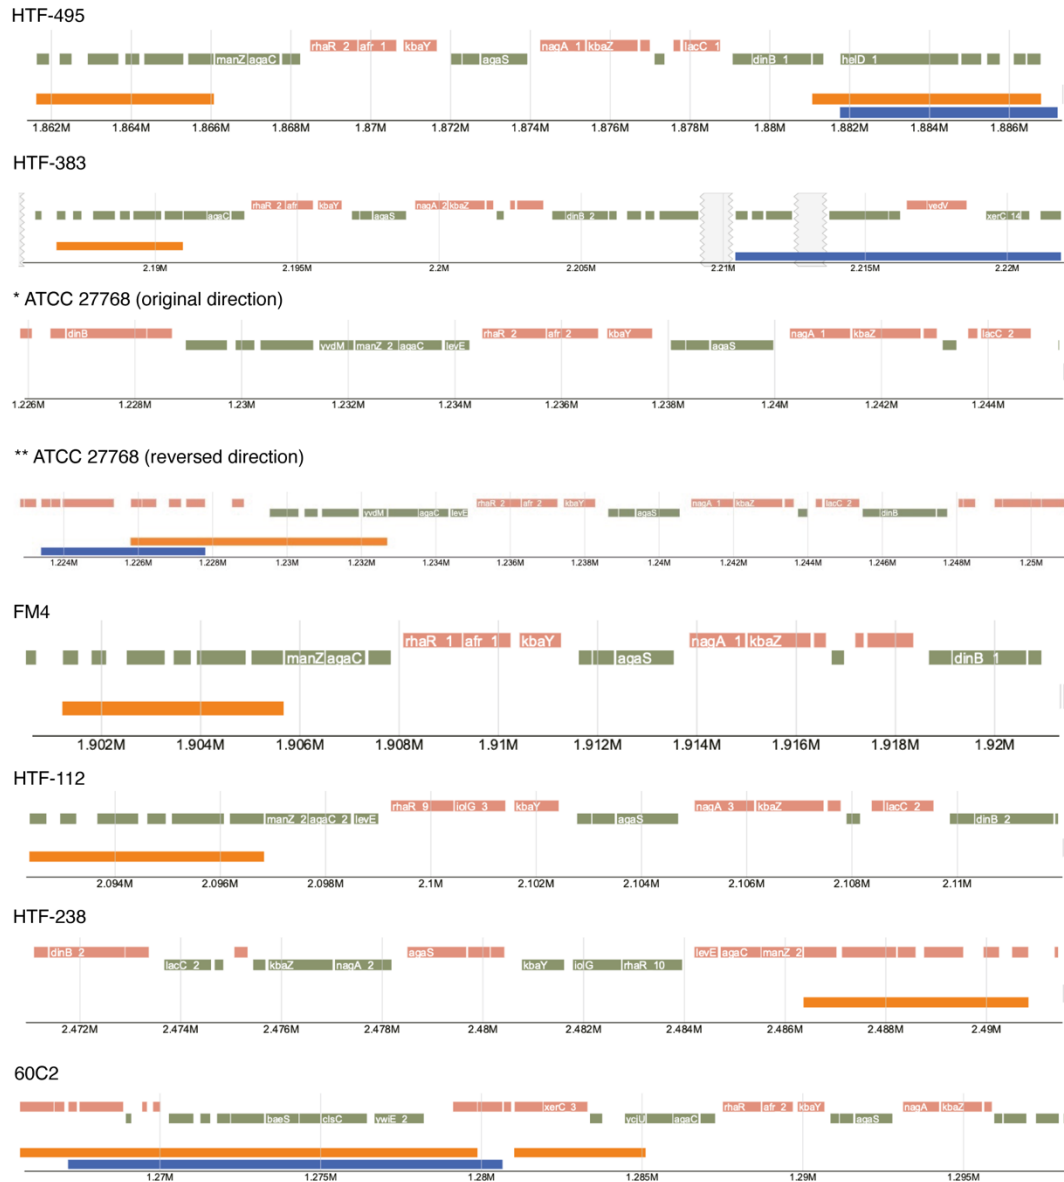 HTF-495
rhaR_2 afr_1 kbaY nagA_1 kbaZ lacC_1
manZ agaC agaS dinB_1 helD_1
1.862M 1.864M 1.866M 1.868M 1.87M 1.872M 1.874M 1.876M 1.878M 1.88M 1.882M 1.884M 1.886M
HTF-383
rhaR_2 afr kbaY nagA_2 kbaZ yedV
agaC agaS dinB_2 xerC_14
2.19M 2.195M 2.2M 2.205M 2.21M 2.215M 2.22M
* ATCC 27768 (original direction)
dinB rhaR_2 afr_2 kbaY nagA_1 kbaZ lacC_2
yvdM manZ_2 agaC levE agaS
1.226M 1.228M 1.23M 1.232M 1.234M 1.236M 1.238M 1.24M 1.242M 1.244M
** ATCC 27768 (reversed direction)
rhaR_2 afr_2 kbaY nagA_1 kbaZ lacC_2
yvdM agaC levE agaS dinB
1.224M 1.226M 1.228M 1.23M 1.232M 1.234M 1.236M 1.238M 1.24M 1.242M 1.244M 1.246M 1.248M 1.25M
FM4
rhaR_1 afr_1 kbaY nagA_1 kbaZ
manZ agaC agaS dinB_1
1.902M 1.904M 1.906M 1.908M 1.91M 1.912M 1.914M 1.916M 1.918M 1.92M
HTF-112
rhaR_9 iolG_3 kbaY nagA_3 kbaZ lacC_2
manZ_2 agaC_2 levE agaS dinB_2
2.094M 2.096M 2.098M 2.1M 2.102M 2.104M 2.106M 2.108M 2.11M
HTF-238
dinB_2 agaS levE agaC manZ_2
lacC_2 kbaZ nagA_2 kbaY iolG rhaR_10
2.472M 2.474M 2.476M 2.478M 2.48M 2.482M 2.484M 2.486M 2.488M 2.49M
60C2
xerC_3 rhaR afr_2 kbaY nagA kbaZ
baeS clsC ywiE_2 yciU agaC agaS
1.27M 1.275M 1.28M 1.285M 1.29M 1.295M